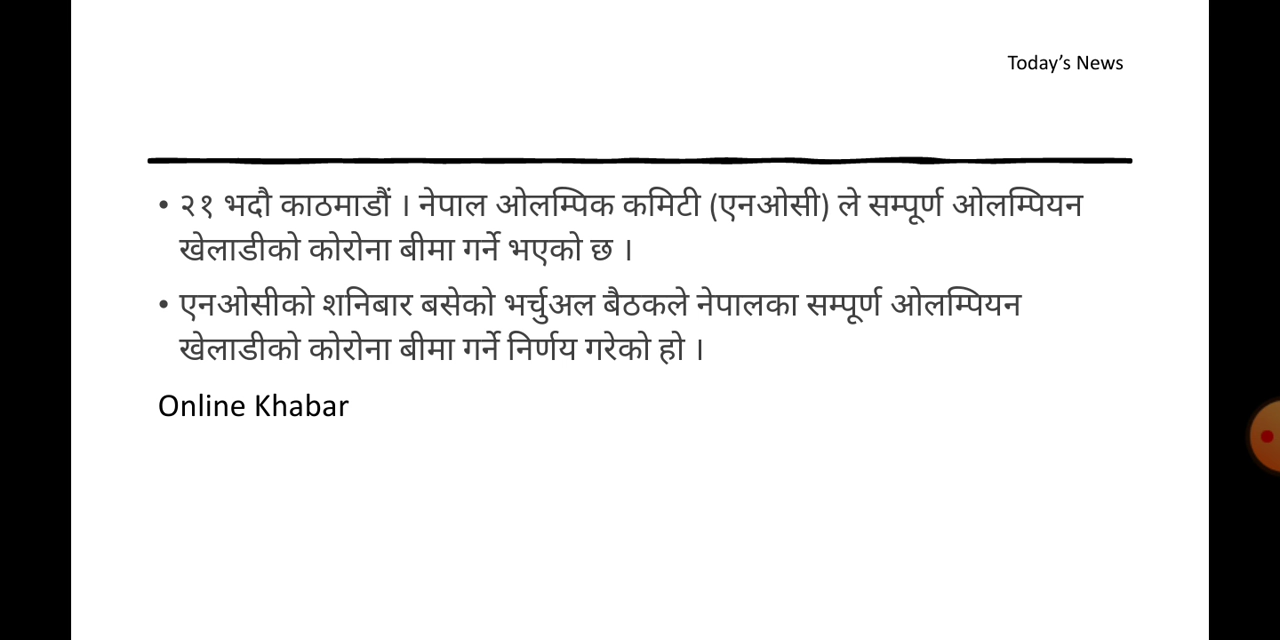 Today’s News
• २१ भदौ काठमाडौं । नेपाल ओलम्पिक कमिटी (एनओसी) ले सम्पूर्ण ओलम्पियन
खेलाडीको कोरोना बीमा गर्ने भएको छ ।
• एनओसीको शनिबार बसेको भर्चुअल बैठकले नेपालका सम्पूर्ण ओलम्पियन
खेलाडीको कोरोना बीमा गर्ने निर्णय गरेको हो ।
Online Khabar